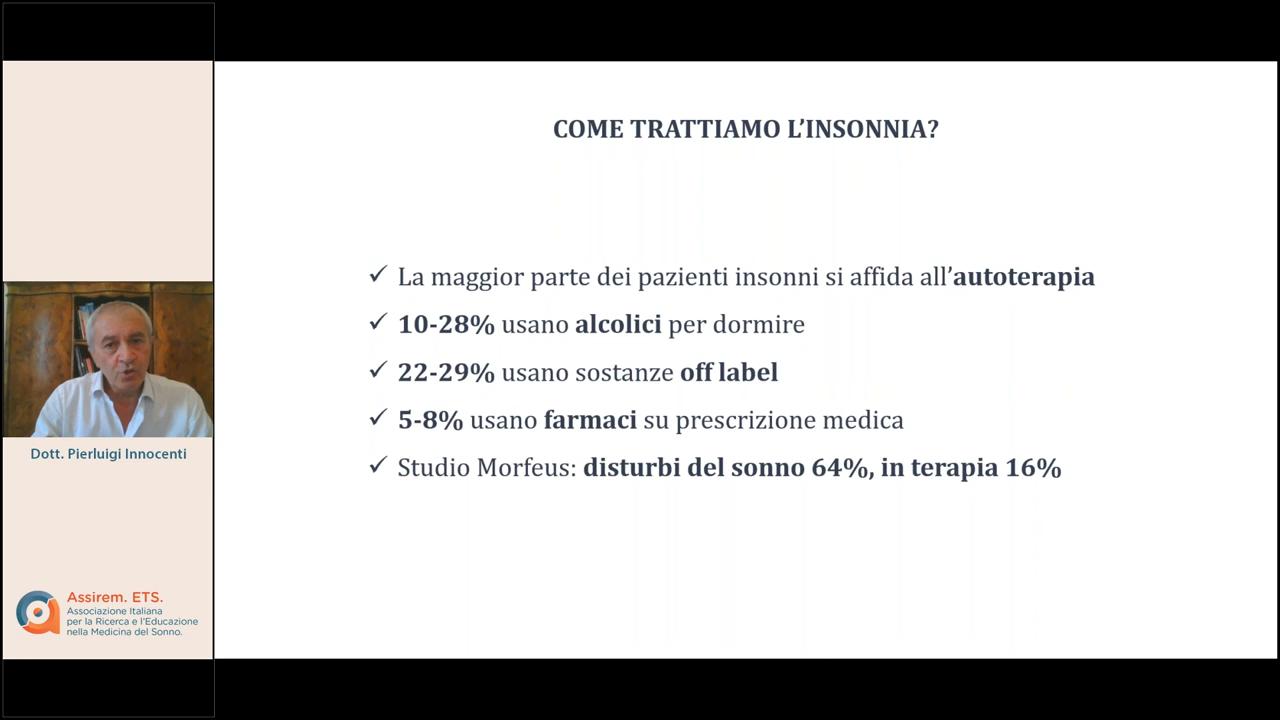 COME TRATTIAMO L’INSONNIA?
✓ La maggior parte dei pazienti insonni si affida all’autoterapia
✓ 10-28% usano alcolici per dormire
✓ 22-29% usano sostanze off label
✓ 5-8% usano farmaci su prescrizione medica
✓ Studio Morfeus: disturbi del sonno 64%, in terapia 16%
Dott. Pierluigi Innocenti
Assirem. ETS.
Associazione Italiana
per la Ricerca e l’Educazione
nella Medicina del Sonno.